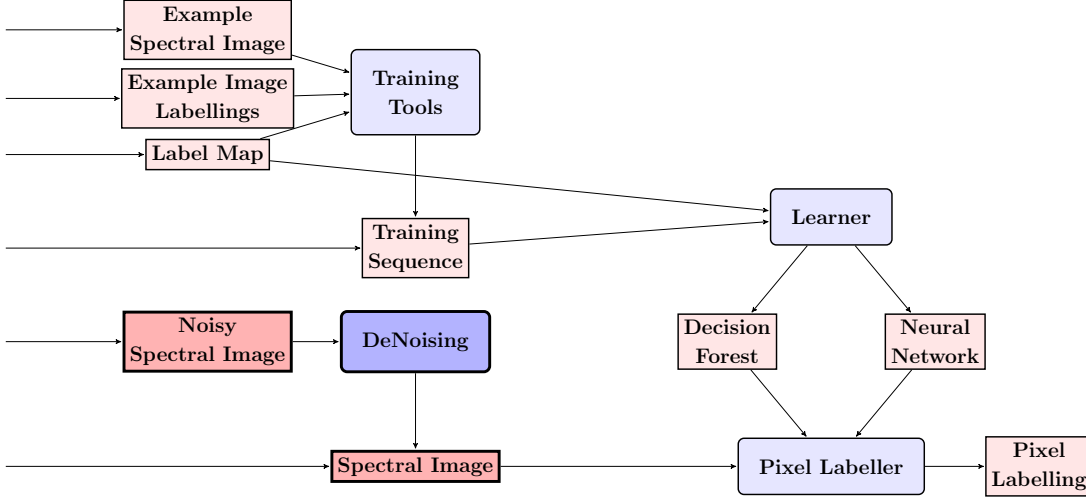 Example
Spectral Image
Example Image
Labellings
Label Map
Training
Tools
Training
Sequence
Learner
Noisy
Spectral Image
DeNoising
Decision
Forest
Neural
Network
Spectral Image
Pixel Labeller
Pixel
Labelling